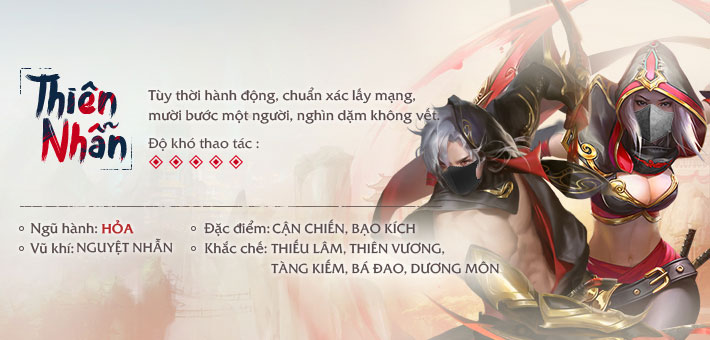 Thiên
Nhẫn
Tùy thời hành động, chuẩn xác lấy mạng,
mười bước một người, nghìn dặm không vết.
Độ khó thao tác :
Ngũ hành: HỎA
Vũ khí: NGUYỆT NHẪN
Đặc điểm: CẬN CHIẾN, BẠO KÍCH
Khắc chế: THIẾU LÂM, THIÊN VƯƠNG,
TÀNG KIẾM, BÁ ĐAO, DƯƠNG MÔN